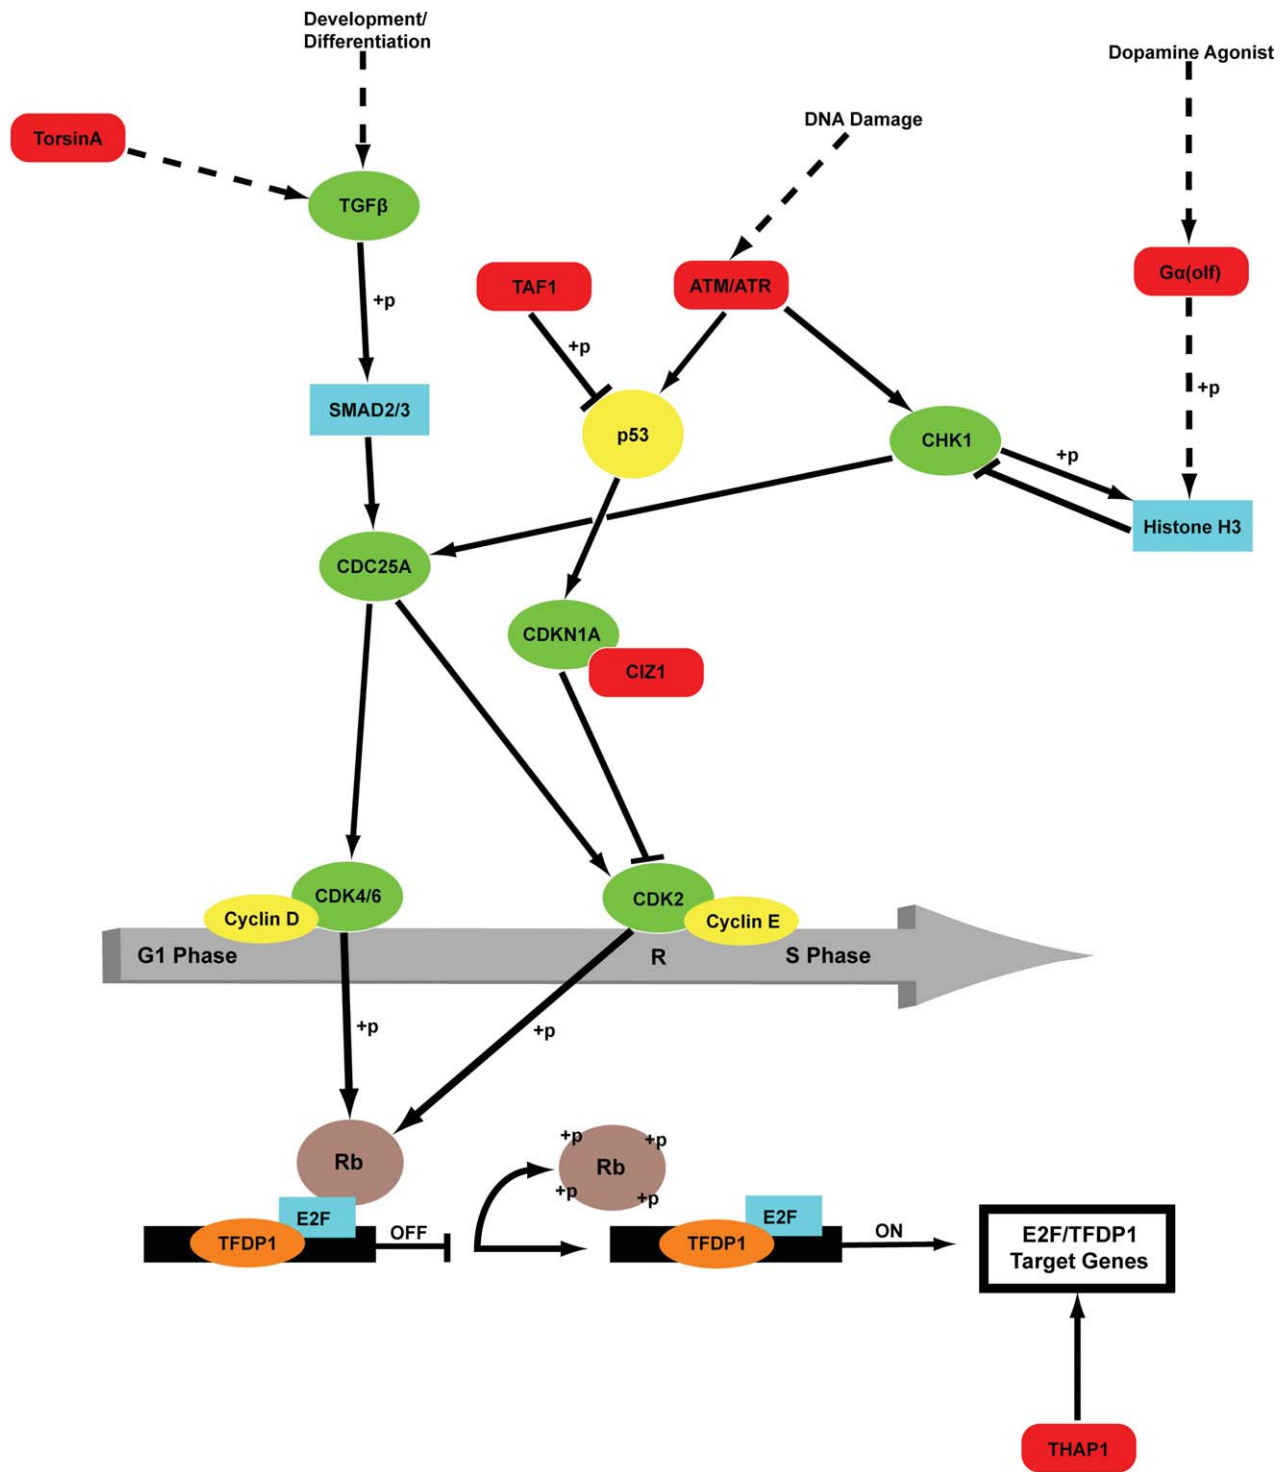 Development/
Differentiation
Dopamine Agonist
DNA Damage
TorsinA
TGFβ
Gα(olf)
TAF1
ATM/ATR
+p
+p
+p
SMAD2/3
p53
CHK1
+p
Histone H3
CDC25A
CDKN1A
CIZ1
CDK4/6
CDK2
Cyclin D
Cyclin E
G1 Phase
R
S Phase
+p
+p
Rb
+p
+p
Rb
+p
+p
E2F
TFDP1
OFF
E2F
TFDP1
ON
E2F/TFDP1
Target Genes
THAP1